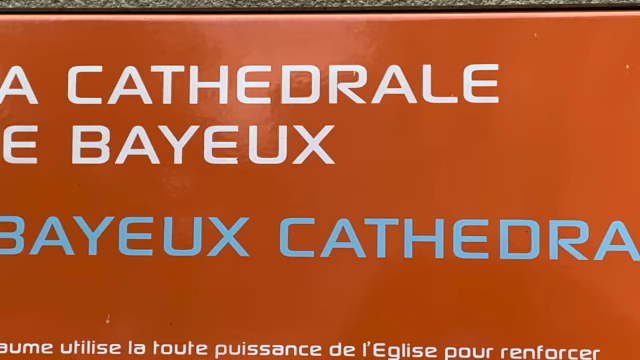 A CATHEDRALE
E BAYEUX
BAYEUX CATHEDRA
aume utilise la toute puissance de l'Eglise pour renforcer